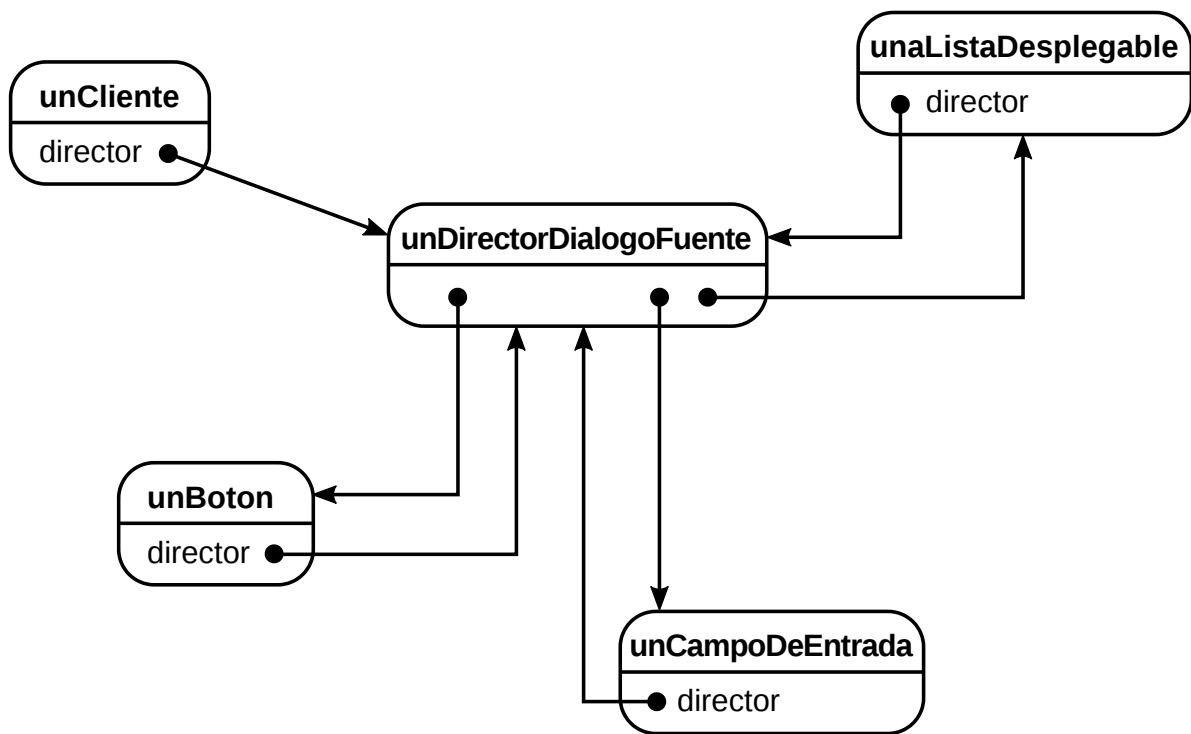 unaListaDesplegable
director
unCliente
director
unDirectorDialogoFuente
unBoton
director
unCampoDeEntrada
director